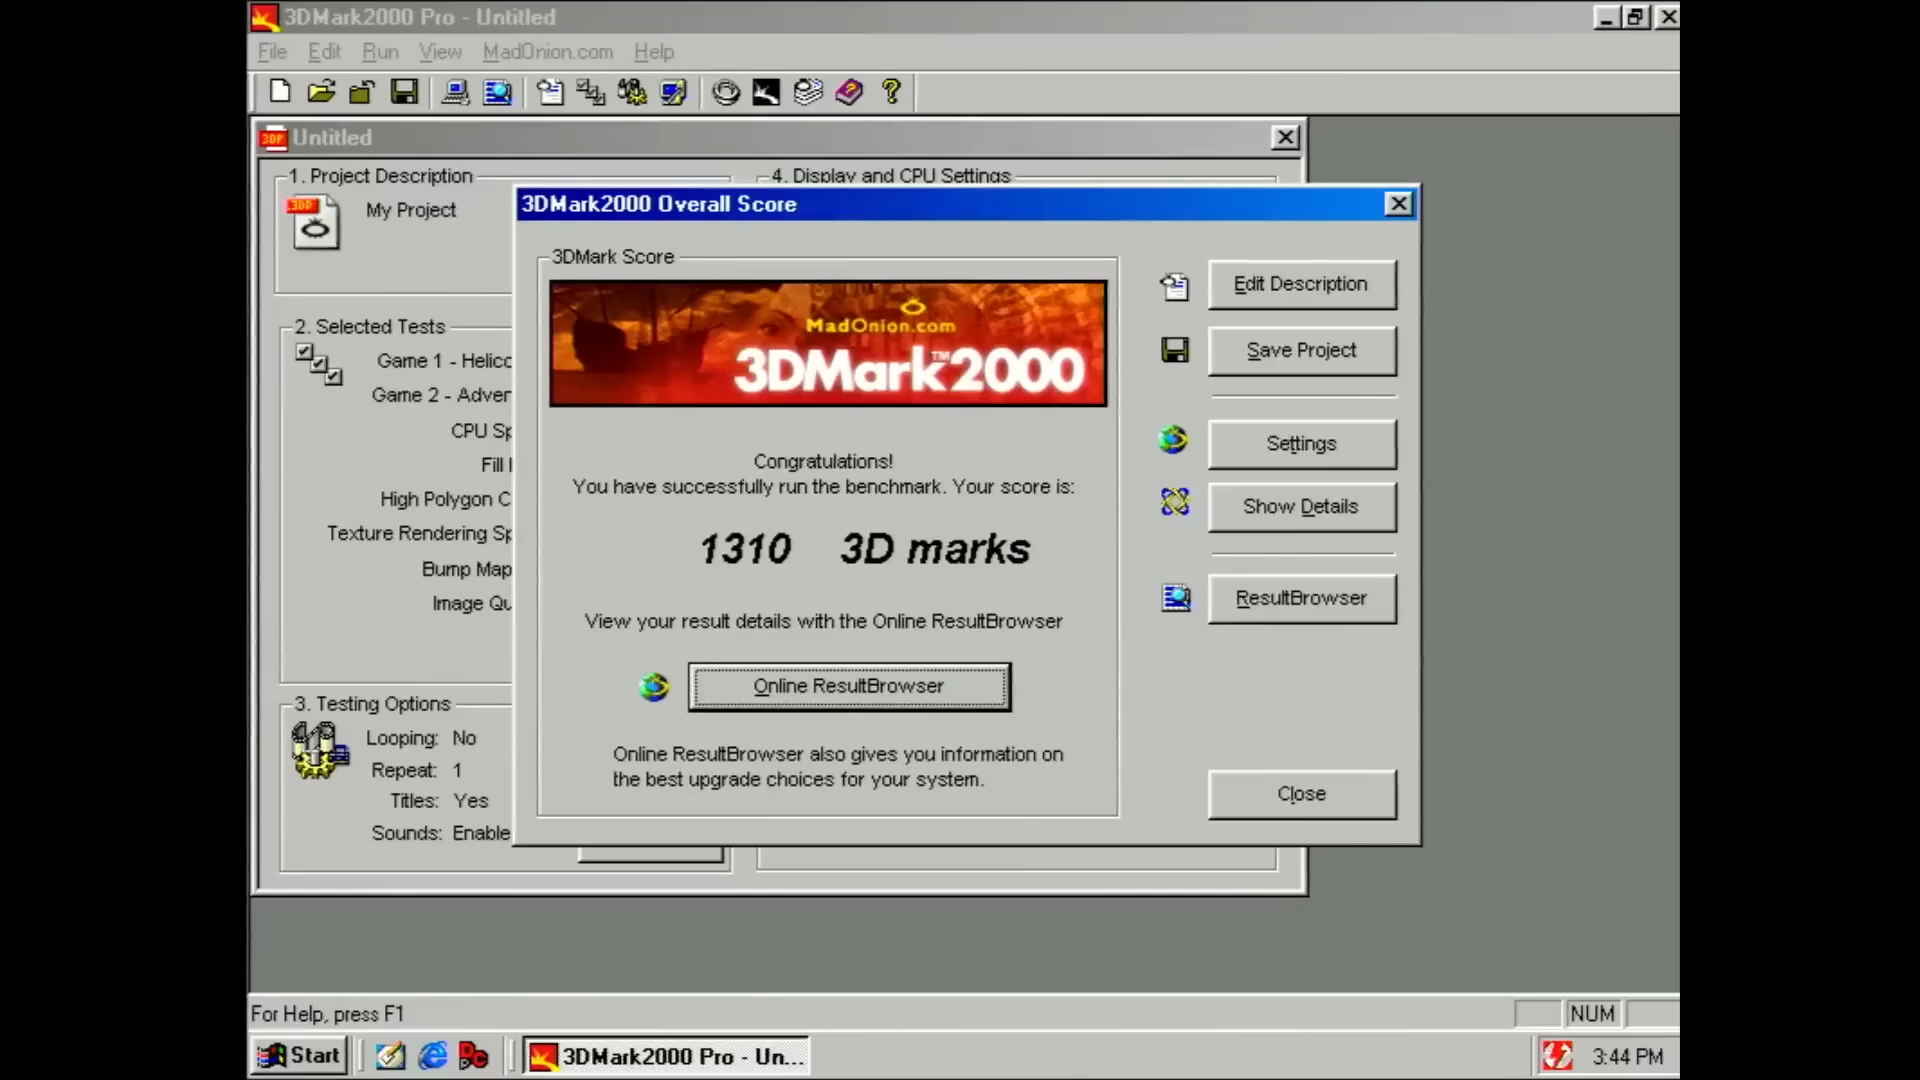 3DMark2000 Pro - Untitled
File Edit Run View MadOnion.com Help
3DP Untitled
1. Project Description
3DP
My Project
2. Selected Tests
Game 1 - Helico
Game 2 - Adver
CPU Sp
Fill
High Polygon C
Texture Rendering Sp
Bump Map
Image Qu
3. Testing Options
Looping: No
Repeat: 1
Titles: Yes
Sounds: Enable
4. Display and CPU Settings
3DMark2000 Overall Score
3DMark Score
MadOnion.com
3DMark™2000
Congratulations!
You have successfully run the benchmark. Your score is:
1310 3D marks
View your result details with the Online ResultBrowser
Online ResultBrowser
Online ResultBrowser also gives you information on
the best upgrade choices for your system.
Edit Description
Save Project
Settings
Show Details
ResultBrowser
Close
For Help, press F1
NUM
Start
3DMark2000 Pro - Un...
3:44 PM